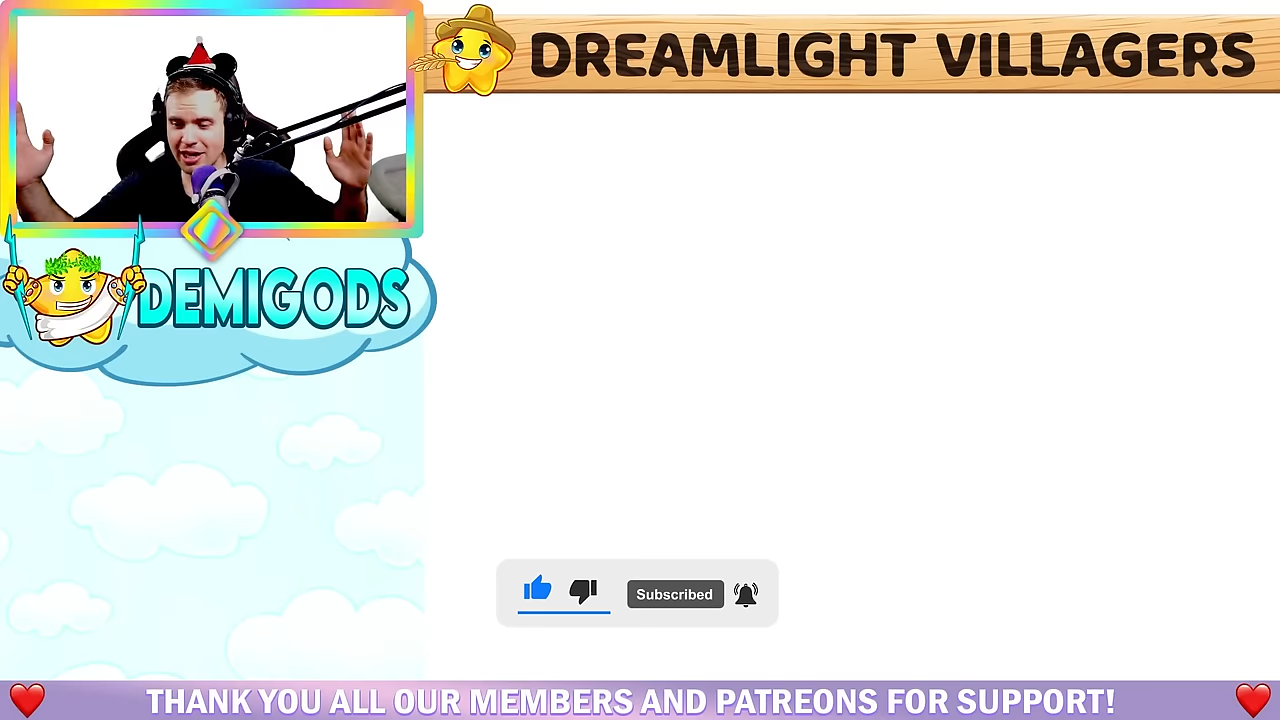 DREAMLIGHT VILLAGERS
DEMIGODS
Subscribed
THANK YOU ALL OUR MEMBERS AND PATREONS FOR SUPPORT!